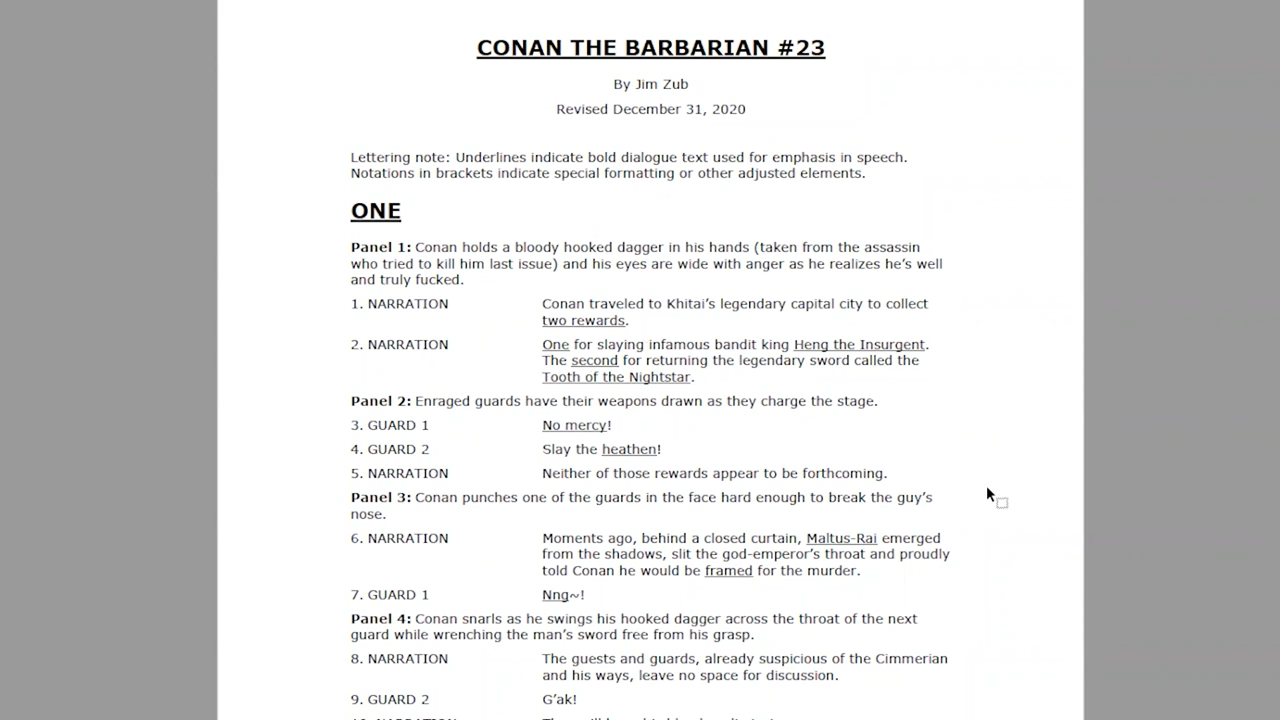 CONAN THE BARBARIAN #23
By Jim Zub
Revised December 31, 2020
Lettering note: Underlines indicate bold dialogue text used for emphasis in speech.
Notations in brackets indicate special formatting or other adjusted elements.
ONE
Panel 1: Conan holds a bloody hooked dagger in his hands (taken from the assassin
who tried to kill him last issue) and his eyes are wide with anger as he realizes he's well
and truly fucked.
1. NARRATION Conan traveled to Khitai's legendary capital city to collect
two rewards.
2. NARRATION One for slaying infamous bandit king Heng the Insurgent.
The second for returning the legendary sword called the
Tooth of the Nightstar.
Panel 2: Enraged guards have their weapons drawn as they charge the stage.
3. GUARD 1 No mercy!
4. GUARD 2 Slay the heathen!
5. NARRATION Neither of those rewards appear to be forthcoming.
Panel 3: Conan punches one of the guards in the face hard enough to break the guy's
nose.
6. NARRATION Moments ago, behind a closed curtain, Maltus-Rai emerged
from the shadows, slit the god-emperor's throat and proudly
told Conan he would be framed for the murder.
7. GUARD 1 Nng~!
Panel 4: Conan snarls as he swings his hooked dagger across the throat of the next
guard while wrenching the man's sword free from his grasp.
8. NARRATION The guests and guards, already suspicious of the Cimmerian
and his ways, leave no space for discussion.
9. GUARD 2 G'ak!